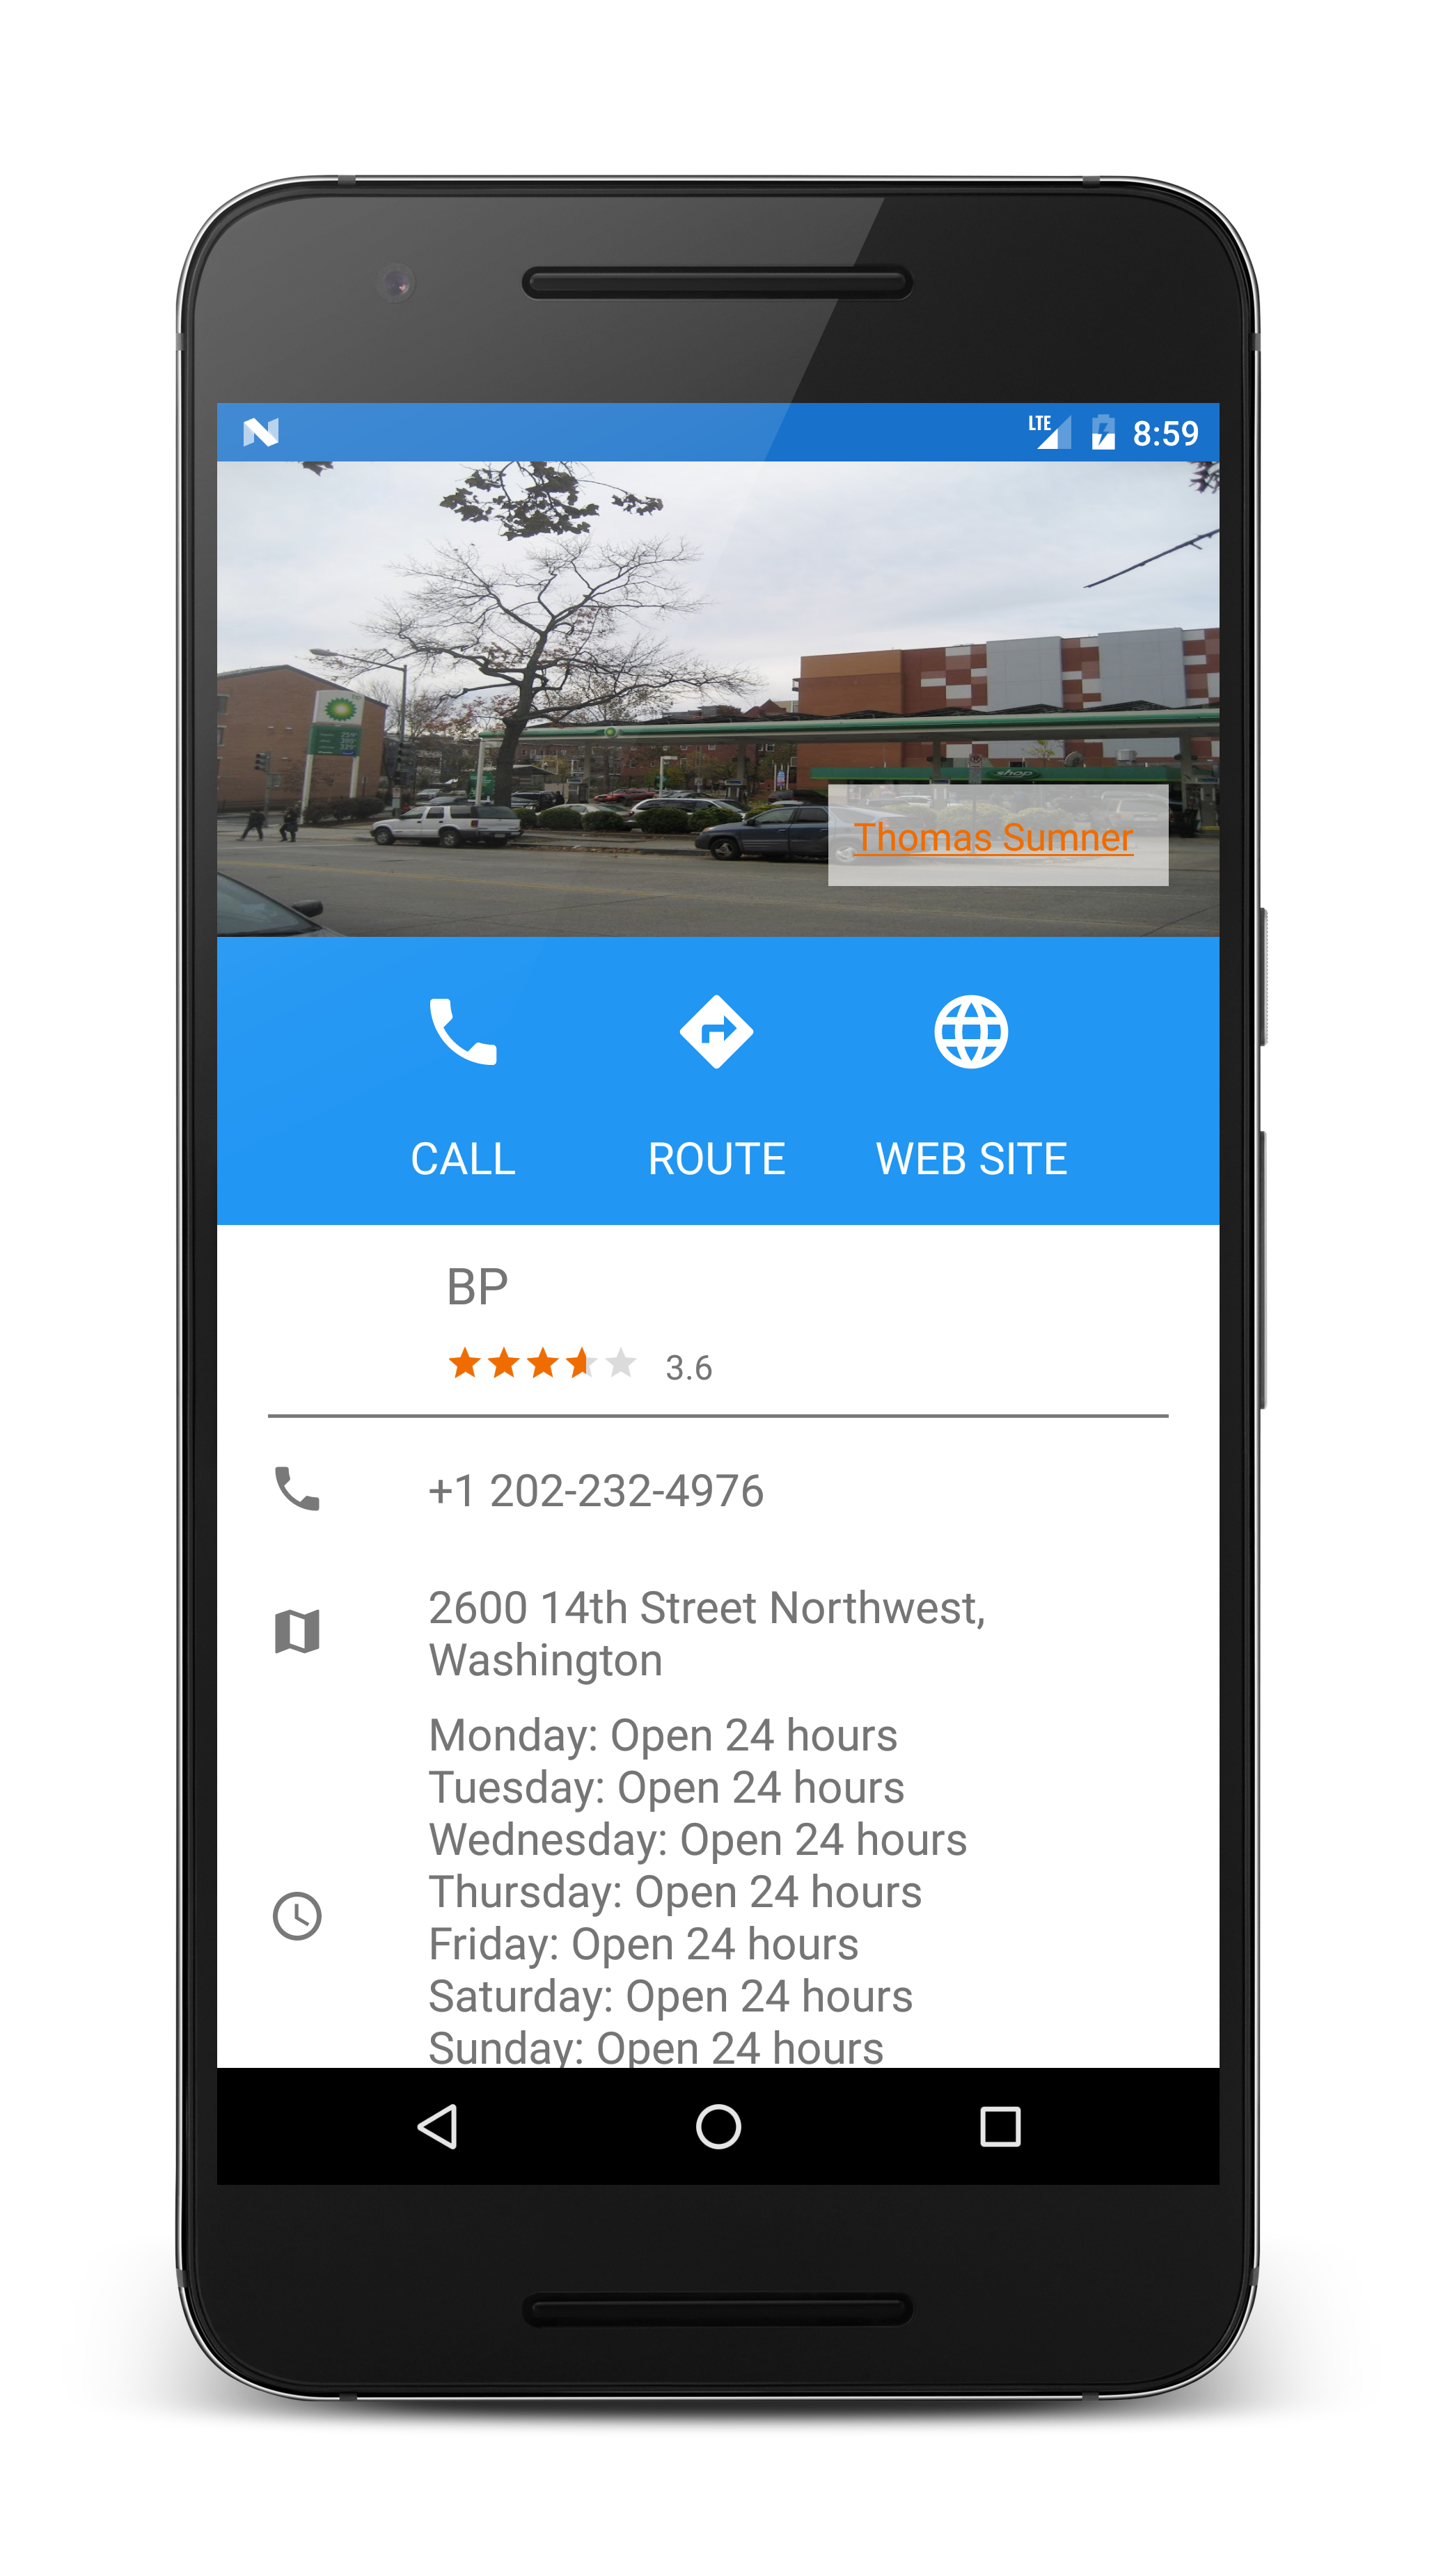 LTE
8:59
shop
Thomas Sumner
CALL
ROUTE
WEB SITE
BP
3.6
+1 202-232-4976
2600 14th Street Northwest,
Washington
Monday: Open 24 hours
Tuesday: Open 24 hours
Wednesday: Open 24 hours
Thursday: Open 24 hours
Friday: Open 24 hours
Saturday: Open 24 hours
Sunday: Open 24 hours